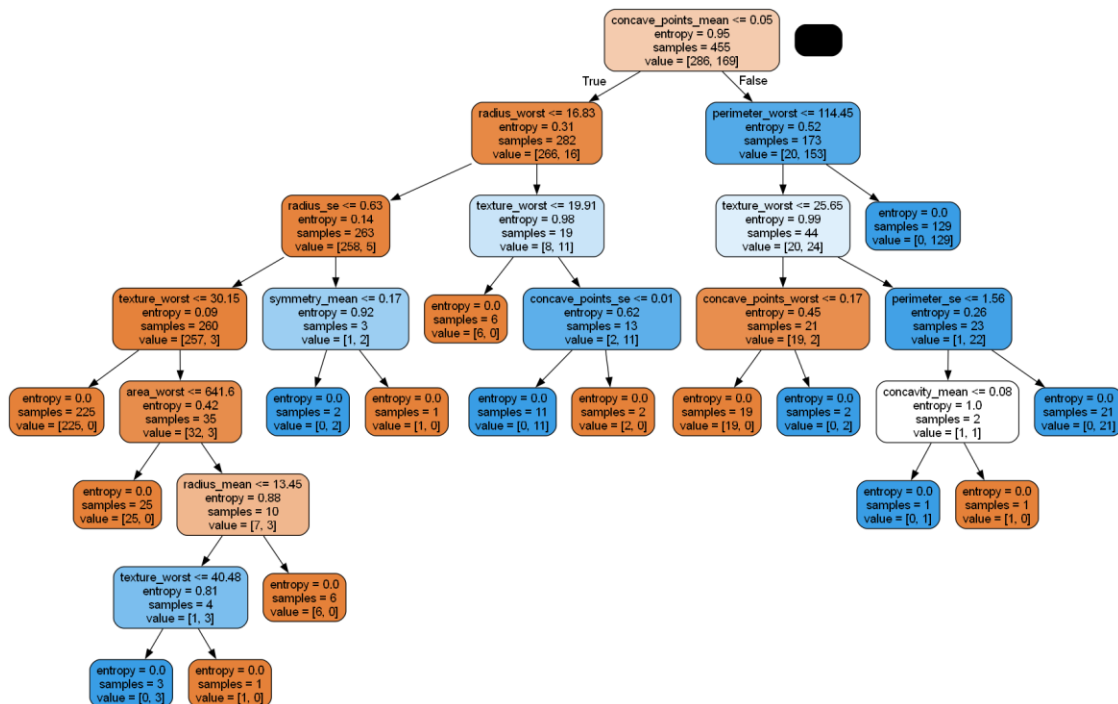 concave_points_mean <= 0.05
entropy = 0.95
samples = 455
value = [286, 169]
True
False
radius_worst <= 16.83
entropy = 0.31
samples = 282
value = [266, 16]
perimeter_worst <= 114.45
entropy = 0.52
samples = 173
value = [20, 153]
radius_se <= 0.63
entropy = 0.14
samples = 263
value = [258, 5]
texture_worst <= 19.91
entropy = 0.98
samples = 19
value = [8, 11]
texture_worst <= 25.65
entropy = 0.99
samples = 44
value = [20, 24]
entropy = 0.0
samples = 129
value = [0, 129]
texture_worst <= 30.15
entropy = 0.09
samples = 260
value = [257, 3]
symmetry_mean <= 0.17
entropy = 0.92
samples = 3
value = [1, 2]
entropy = 0.0
samples = 6
value = [6, 0]
concave_points_se <= 0.01
entropy = 0.62
samples = 13
value = [2, 11]
concave_points_worst <= 0.17
entropy = 0.45
samples = 21
value = [19, 2]
perimeter_se <= 1.56
entropy = 0.26
samples = 23
value = [1, 22]
entropy = 0.0
samples = 225
value = [225, 0]
area_worst <= 641.6
entropy = 0.42
samples = 35
value = [32, 3]
entropy = 0.0
samples = 2
value = [0, 2]
entropy = 0.0
samples = 1
value = [1, 0]
entropy = 0.0
samples = 11
value = [0, 11]
entropy = 0.0
samples = 2
value = [2, 0]
entropy = 0.0
samples = 19
value = [19, 0]
entropy = 0.0
samples = 2
value = [0, 2]
concavity_mean <= 0.08
entropy = 1.0
samples = 2
value = [1, 1]
entropy = 0.0
samples = 21
value = [0, 21]
entropy = 0.0
samples = 25
value = [25, 0]
radius_mean <= 13.45
entropy = 0.88
samples = 10
value = [7, 3]
entropy = 0.0
samples = 1
value = [0, 1]
entropy = 0.0
samples = 1
value = [1, 0]
texture_worst <= 40.48
entropy = 0.81
samples = 4
value = [1, 3]
entropy = 0.0
samples = 6
value = [6, 0]
entropy = 0.0
samples = 3
value = [0, 3]
entropy = 0.0
samples = 1
value = [1, 0]